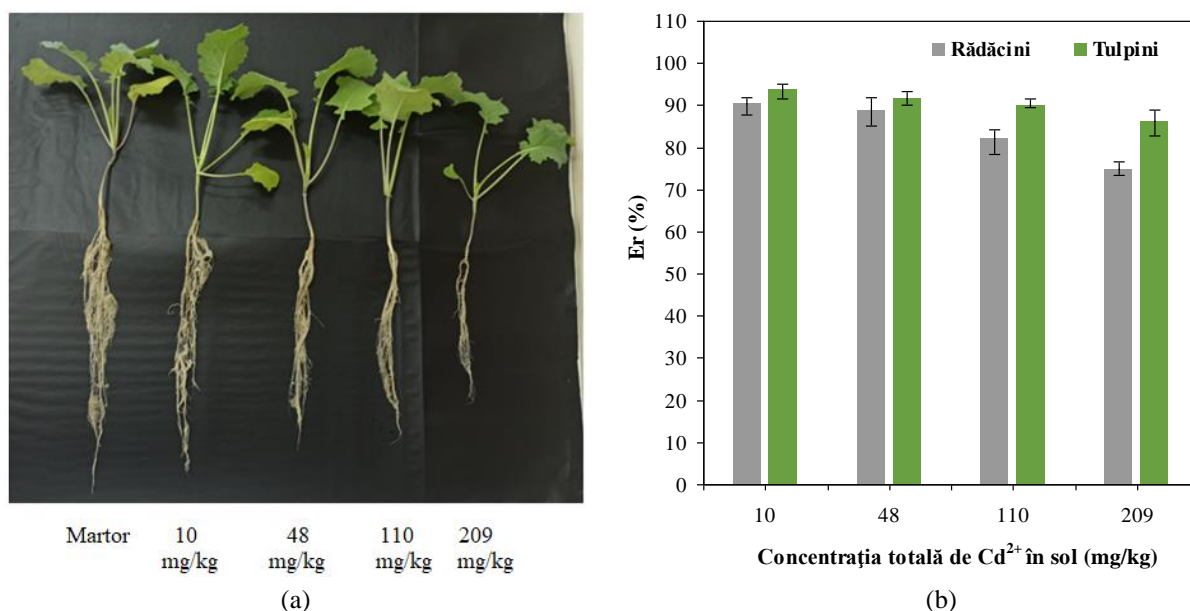 Martor 10 48 110 209
mg/kg mg/kg mg/kg mg/kg
(a)
110
100
90
80
70
60
50
40
30
20
10
0
Er (%)
Rădăcini Tulpini
10 48 110 209
Concentraţia totală de Cd²⁺ în sol (mg/kg)
(b)